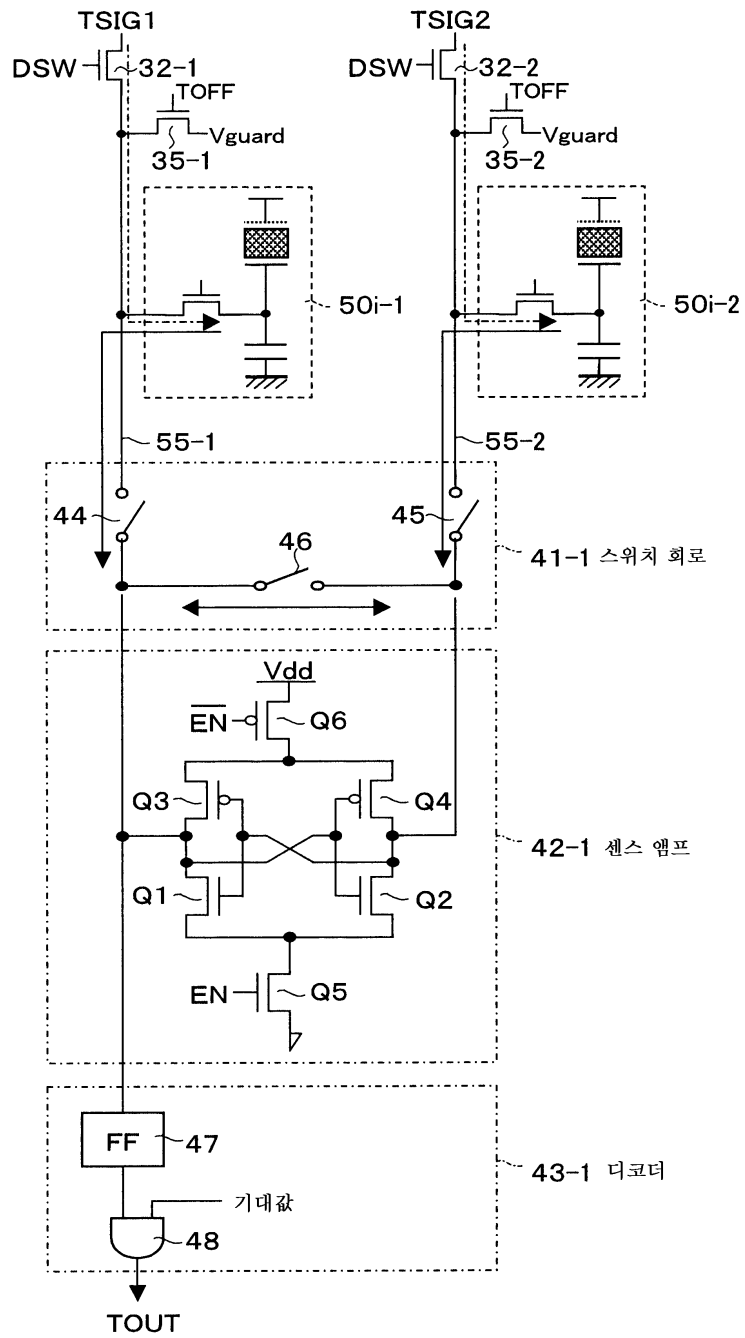 TSIG1
TSIG2
DSW
32-1
DSW
32-2
TOFF
TOFF
Vguard
Vguard
35-1
35-2
50i-1
50i-2
55-1
55-2
44
45
46
41-1 스위치 회로
Vdd
EN
Q6
Q3
Q4
42-1 센스 앰프
Q1
Q2
EN
Q5
FF
47
43-1 디코더
기대값
48
TOUT